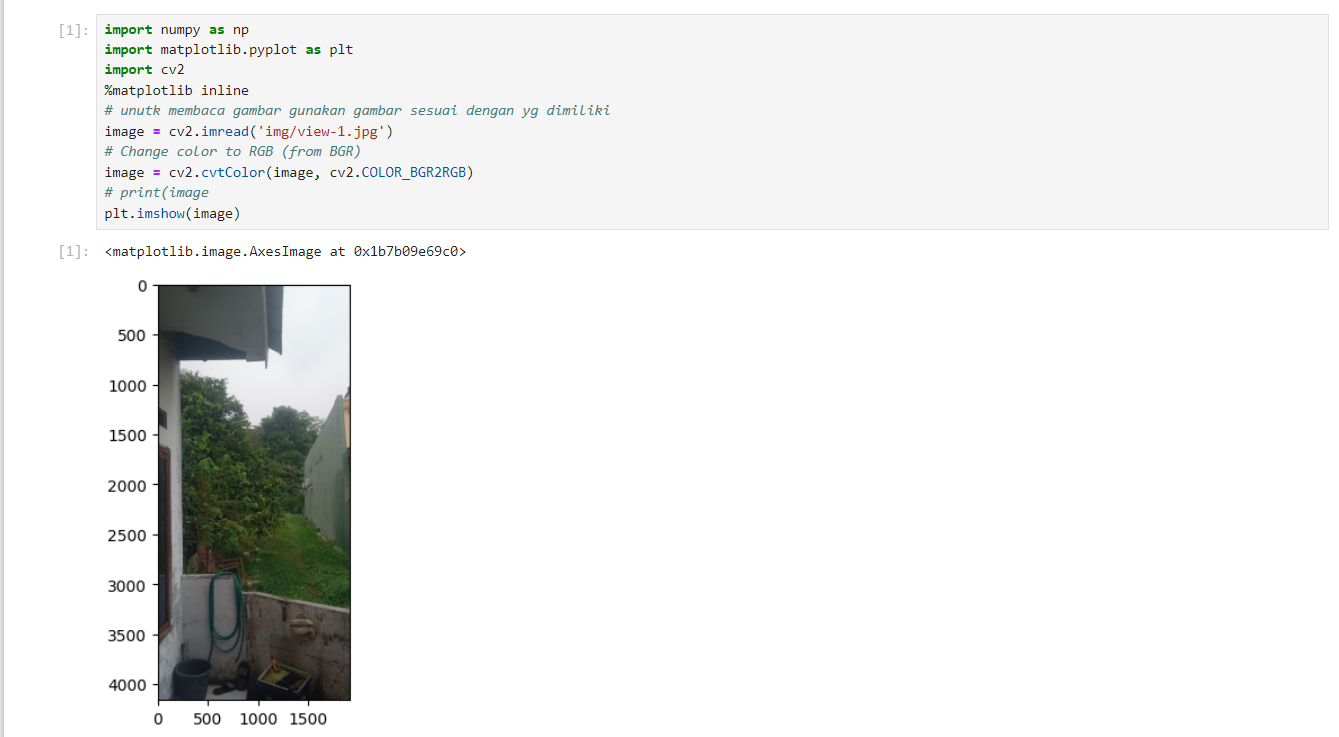 [1]: import numpy as np
import matplotlib.pyplot as plt
import cv2
%matplotlib inline
# unutk membaca gambar gunakan gambar sesuai dengan yg dimiliki
image = cv2.imread('img/view-1.jpg')
# Change color to RGB (from BGR)
image = cv2.cvtColor(image, cv2.COLOR_BGR2RGB)
# print(image
plt.imshow(image)
[1]: <matplotlib.image.AxesImage at 0x1b7b09e69c0>
0
500
1000
1500
2000
2500
3000
3500
4000
0 500 1000 1500